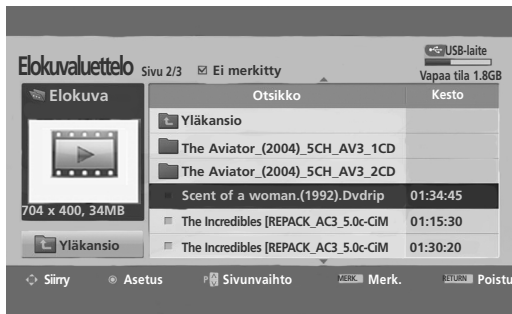 Elokuvaluettelo Sivu 2/3 Ei merkitty
USB-laite
Vapaa tila 1.8GB
Elokuva
704 x 400, 34MB
Yläkansio
Otsikko Kesto
Yläkansio
The Aviator_(2004)_5CH_AV3_1CD
The Aviator_(2004)_5CH_AV3_2CD
Scent of a woman.(1992).Dvdrip 01:34:45
The Incredibles [REPACK_AC3_5.0c-CiM 01:15:30
The Incredibles [REPACK_AC3_5.0c-CiM 01:30:20
Siirry Asetus P Sivunvaihto MERK. Merk. RETURN Poistu